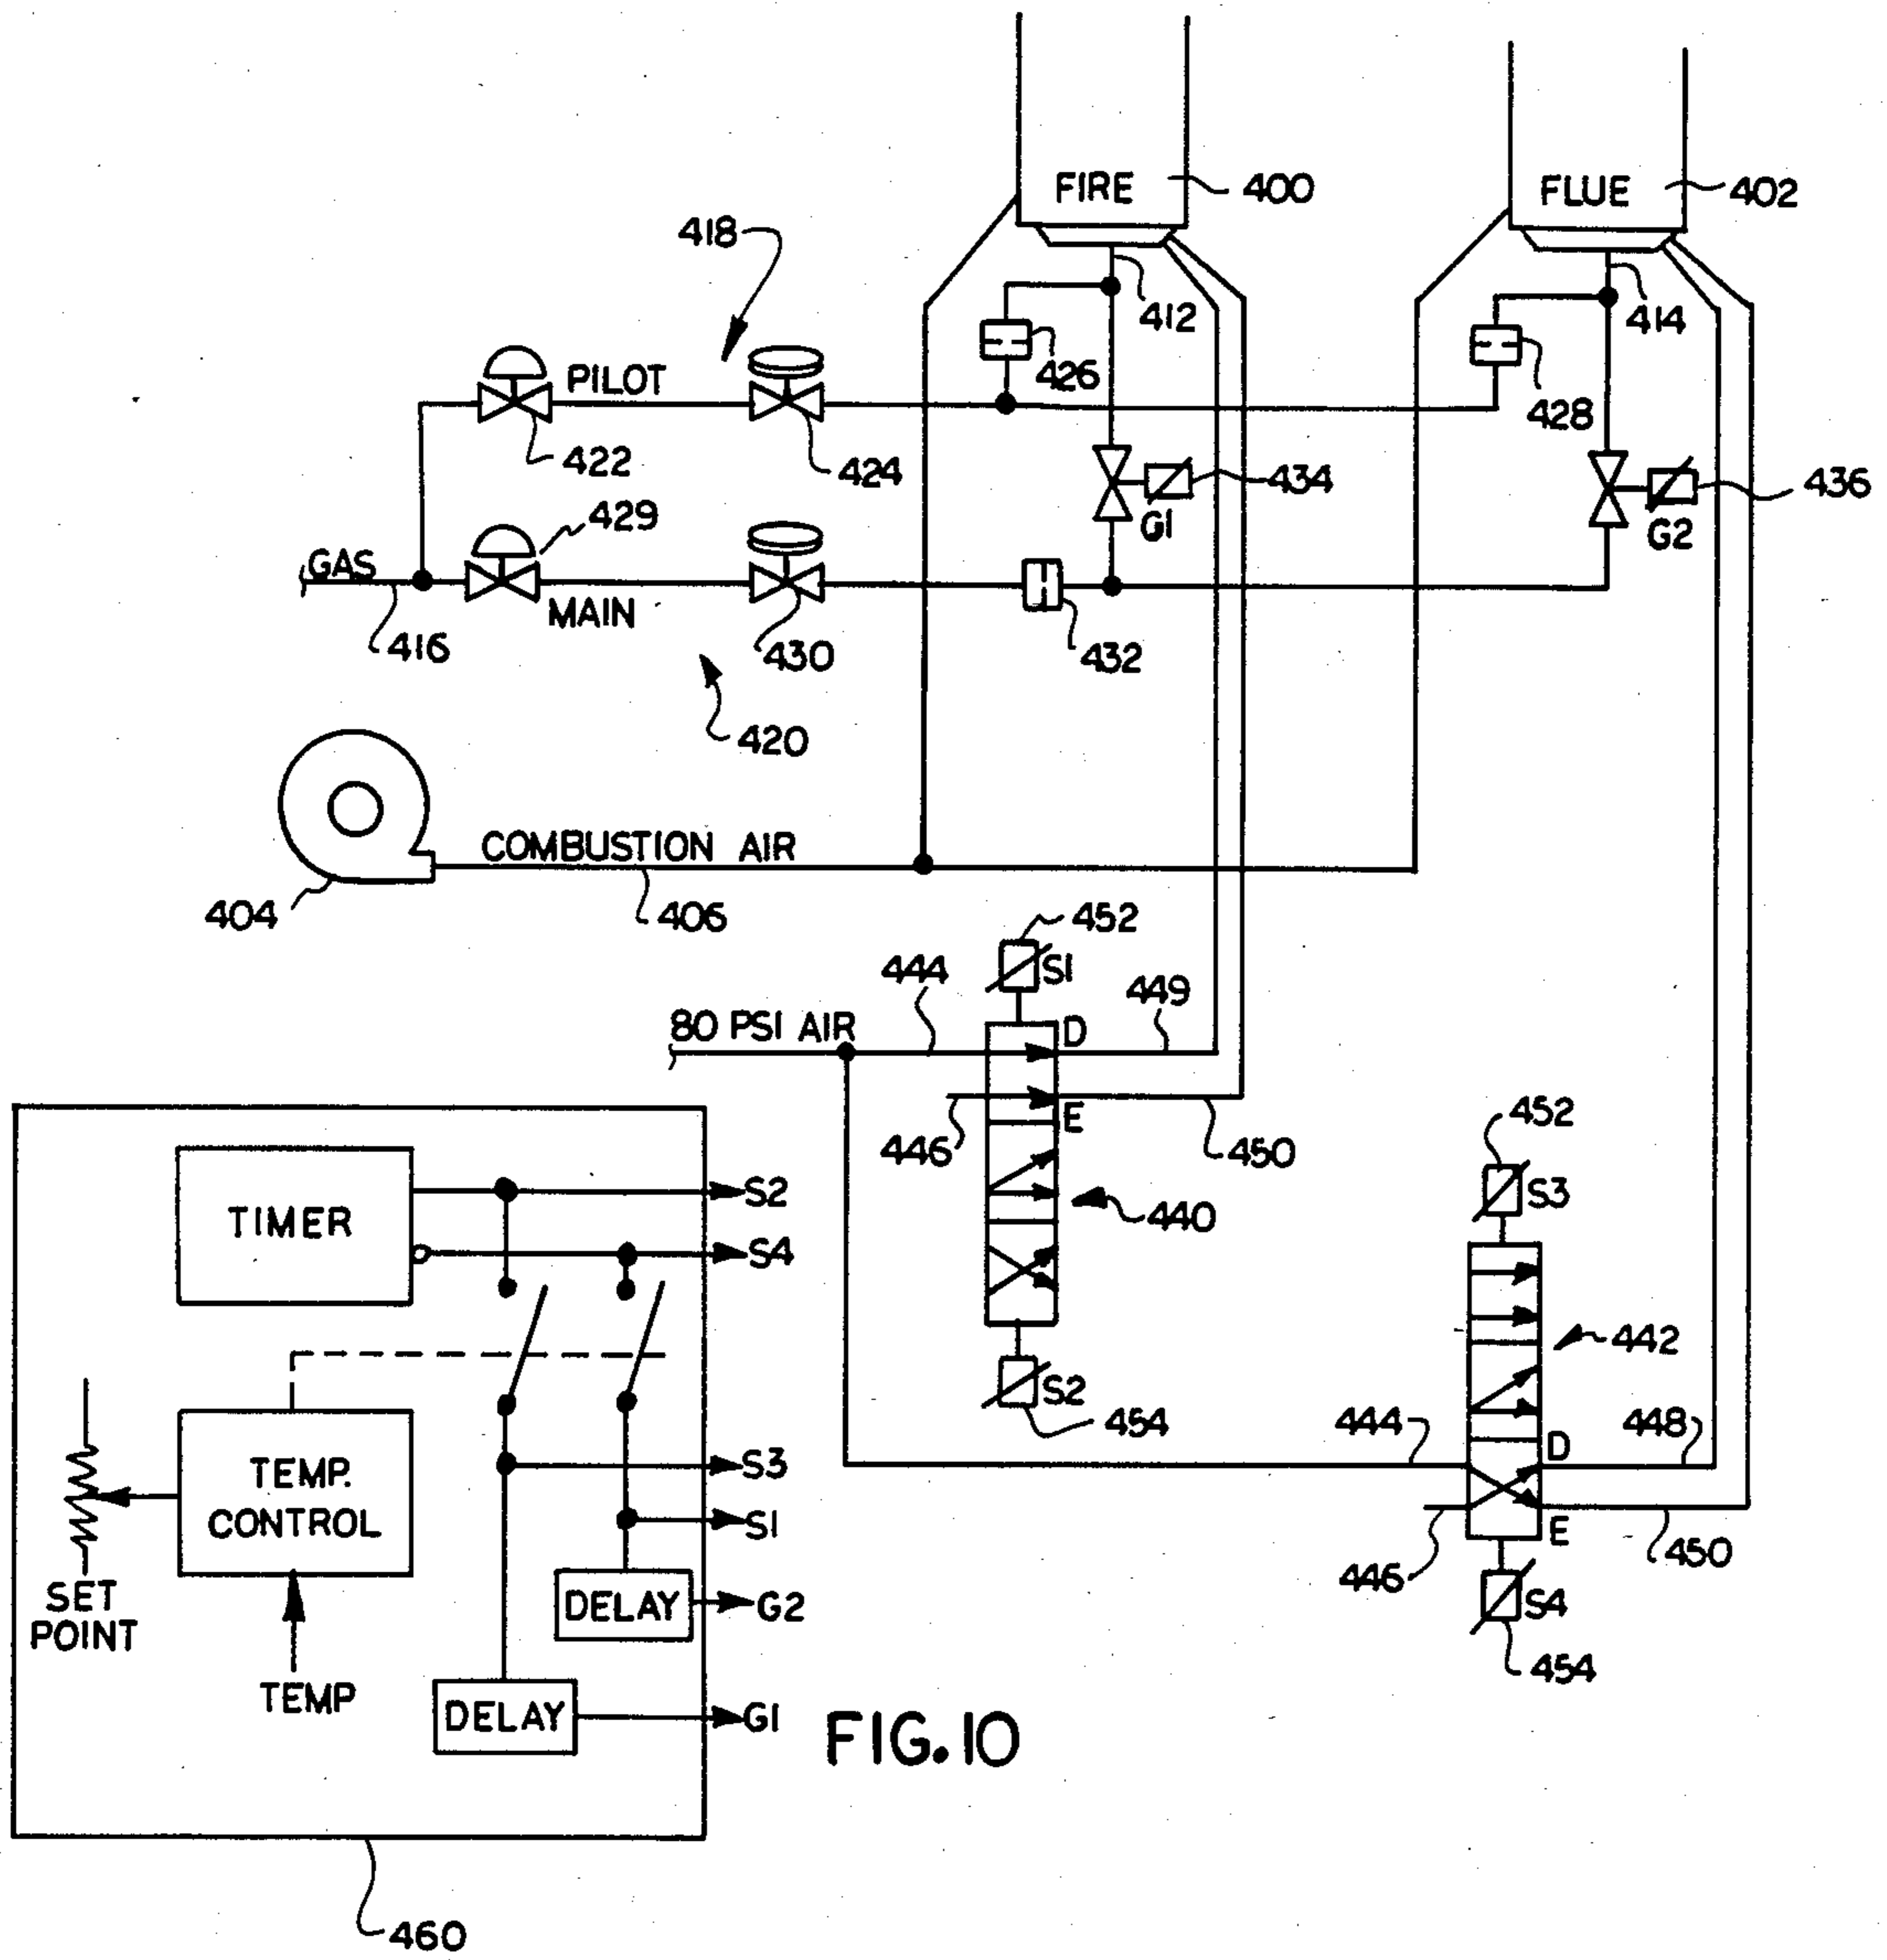 FIRE
400
FLUE
402
418
412
414
426
428
PILOT
422
424
434
G1
436
G2
429
GAS
MAIN
416
430
432
420
COMBUSTION AIR
404
406
452
S1
444
449
80 PSI AIR
D
E
446
450
440
452
S3
442
S2
454
444
D
448
E
446
450
S4
454
TIMER
S2
S4
TEMP.
CONTROL
S3
S1
SET
POINT
DELAY
G2
TEMP
DELAY
G1
FIG. 10
460